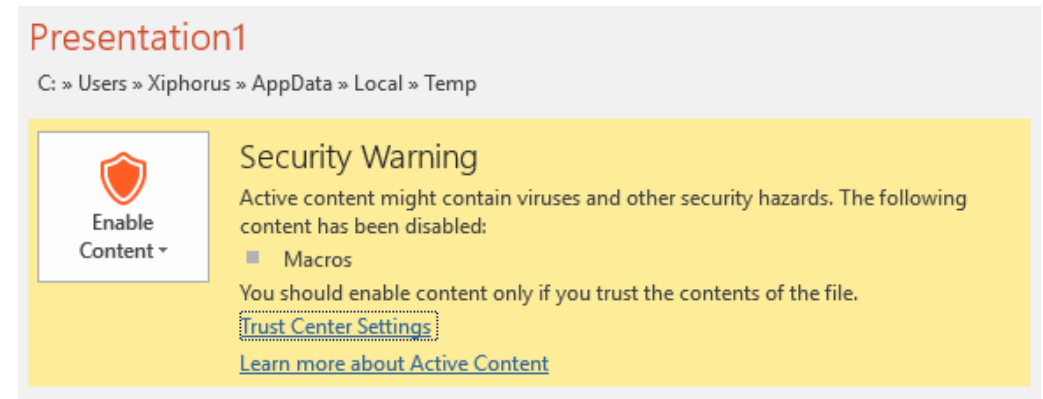 Presentation1
C: » Users » Xiphorus » AppData » Local » Temp
Enable
Content
Security Warning
Active content might contain viruses and other security hazards. The following
content has been disabled:
Macros
You should enable content only if you trust the contents of the file.
Trust Center Settings
Learn more about Active Content